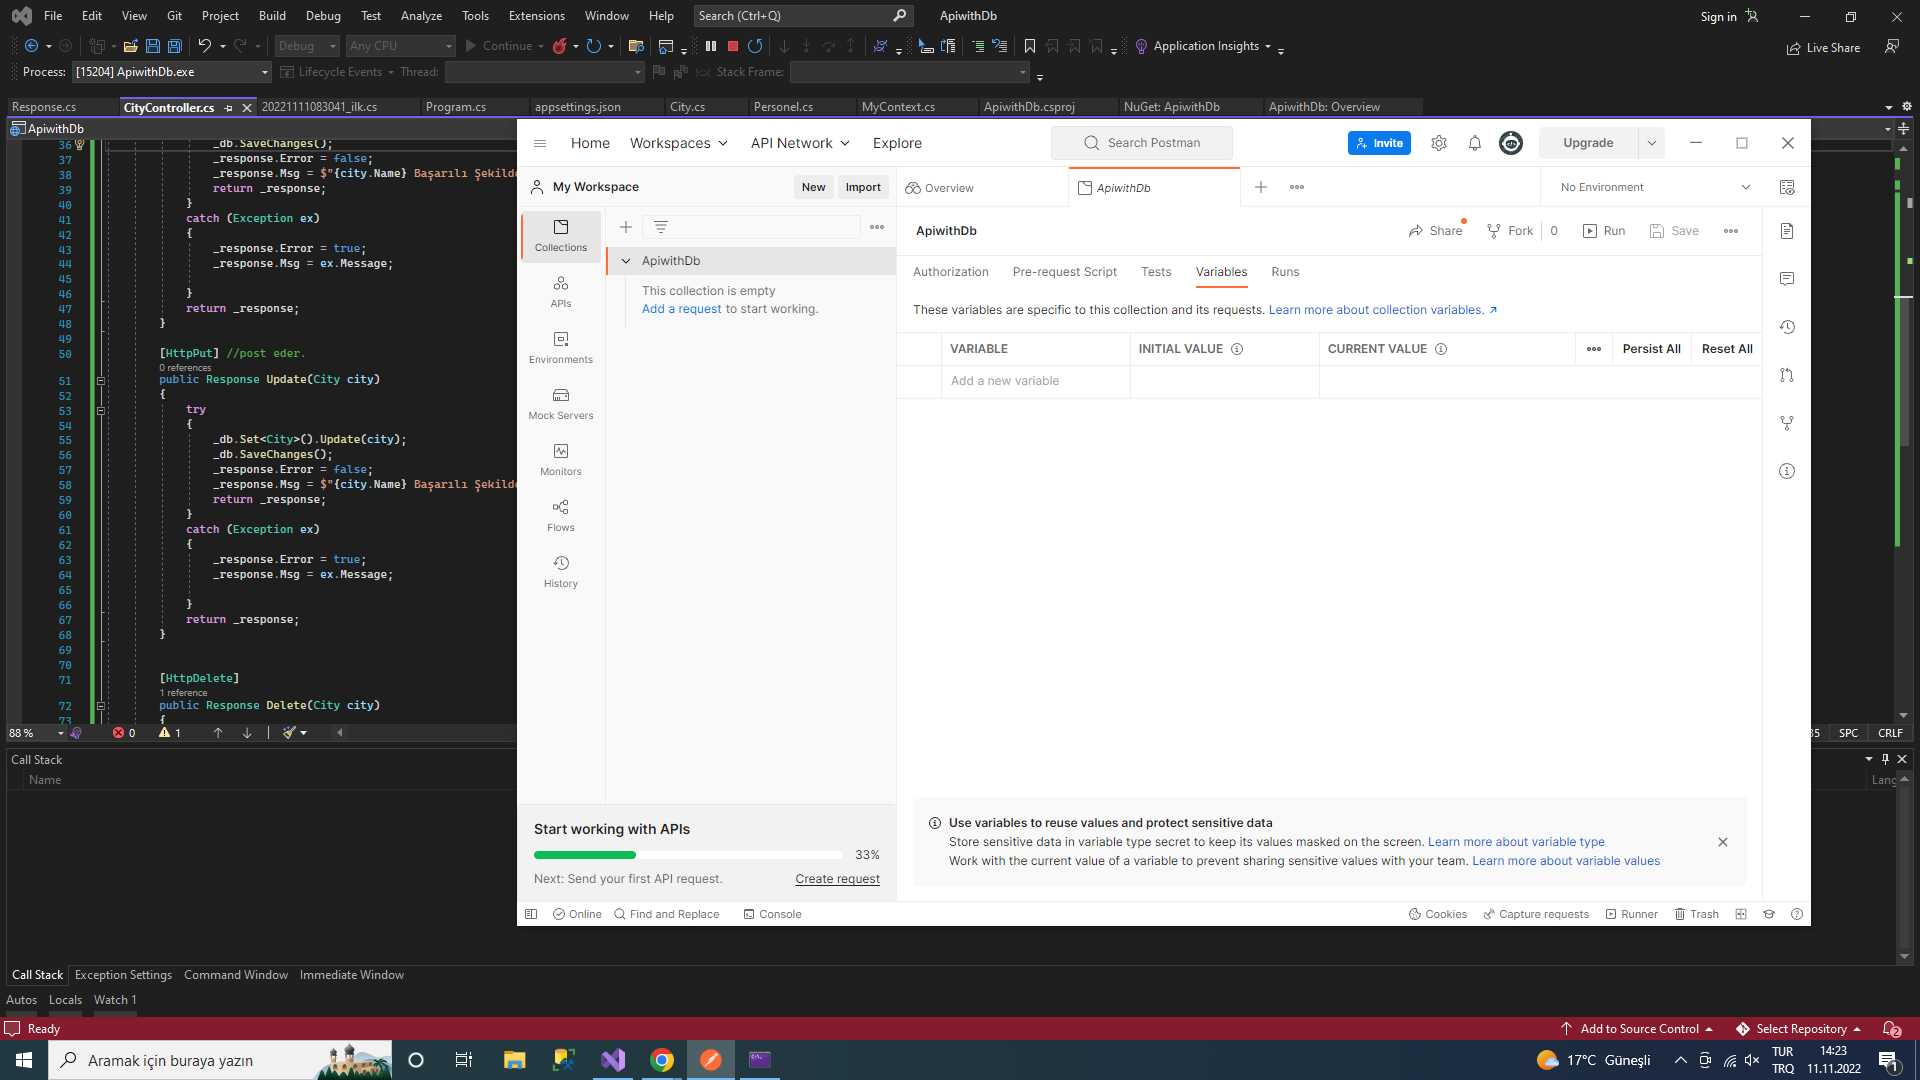 File Edit View Git Project Build Debug Test Analyze Tools Extensions Window Help Search (Ctrl+Q) ApiwithDb Sign in
Debug Any CPU Continue Application Insights Live Share
Process: [15204] ApiwithDb.exe Lifecycle Events Thread: Stack Frame:
Response.cs CityController.cs 20221111083041_ilk.cs Program.cs appsettings.json City.cs Personel.cs MyContext.cs ApiwithDb.csproj NuGet: ApiwithDb ApiwithDb: Overview
ApiwithDb
36 _db.SaveChanges();
37 _response.Error = false;
38 _response.Msg = $"{city.Name} Başarılı Şekilde
39 return _response;
40 }
41 catch (Exception ex)
42 {
43 _response.Error = true;
44 _response.Msg = ex.Message;
45
46 }
47 return _response;
48 }
49
50 [HttpPut] //post eder.
0 references
51 public Response Update(City city)
52 {
53 try
54 {
55 _db.Set<City>().Update(city);
56 _db.SaveChanges();
57 _response.Error = false;
58 _response.Msg = $"{city.Name} Başarılı Şekilde
59 return _response;
60 }
61 catch (Exception ex)
62 {
63 _response.Error = true;
64 _response.Msg = ex.Message;
65
66 }
67 return _response;
68 }
69
70
71 [HttpDelete]
1 reference
72 public Response Delete(City city)
73 {
88 % 0 1 SPC CRLF
Call Stack
Name
Lang
Call Stack Exception Settings Command Window Immediate Window
Autos Locals Watch 1
Ready Add to Source Control Select Repository 2
Home Workspaces API Network Explore Search Postman Invite Upgrade
My Workspace New Import Overview ApiwithDb No Environment
Collections
APIs
Environments
Mock Servers
Monitors
Flows
History
ApiwithDb
This collection is empty
Add a request to start working.
ApiwithDb Share Fork 0 Run Save
Authorization Pre-request Script Tests Variables Runs
These variables are specific to this collection and its requests. Learn more about collection variables. ↗
VARIABLE INITIAL VALUE CURRENT VALUE Persist All Reset All
Add a new variable
Start working with APIs
33%
Next: Send your first API request. Create request
Use variables to reuse values and protect sensitive data
Store sensitive data in variable type secret to keep its values masked on the screen. Learn more about variable type
Work with the current value of a variable to prevent sharing sensitive values with your team. Learn more about variable values
Online Find and Replace Console Cookies Capture requests Runner Trash
Aramak için buraya yazın 17°C Güneşli TUR 14:23
TRQ 11.11.2022 1